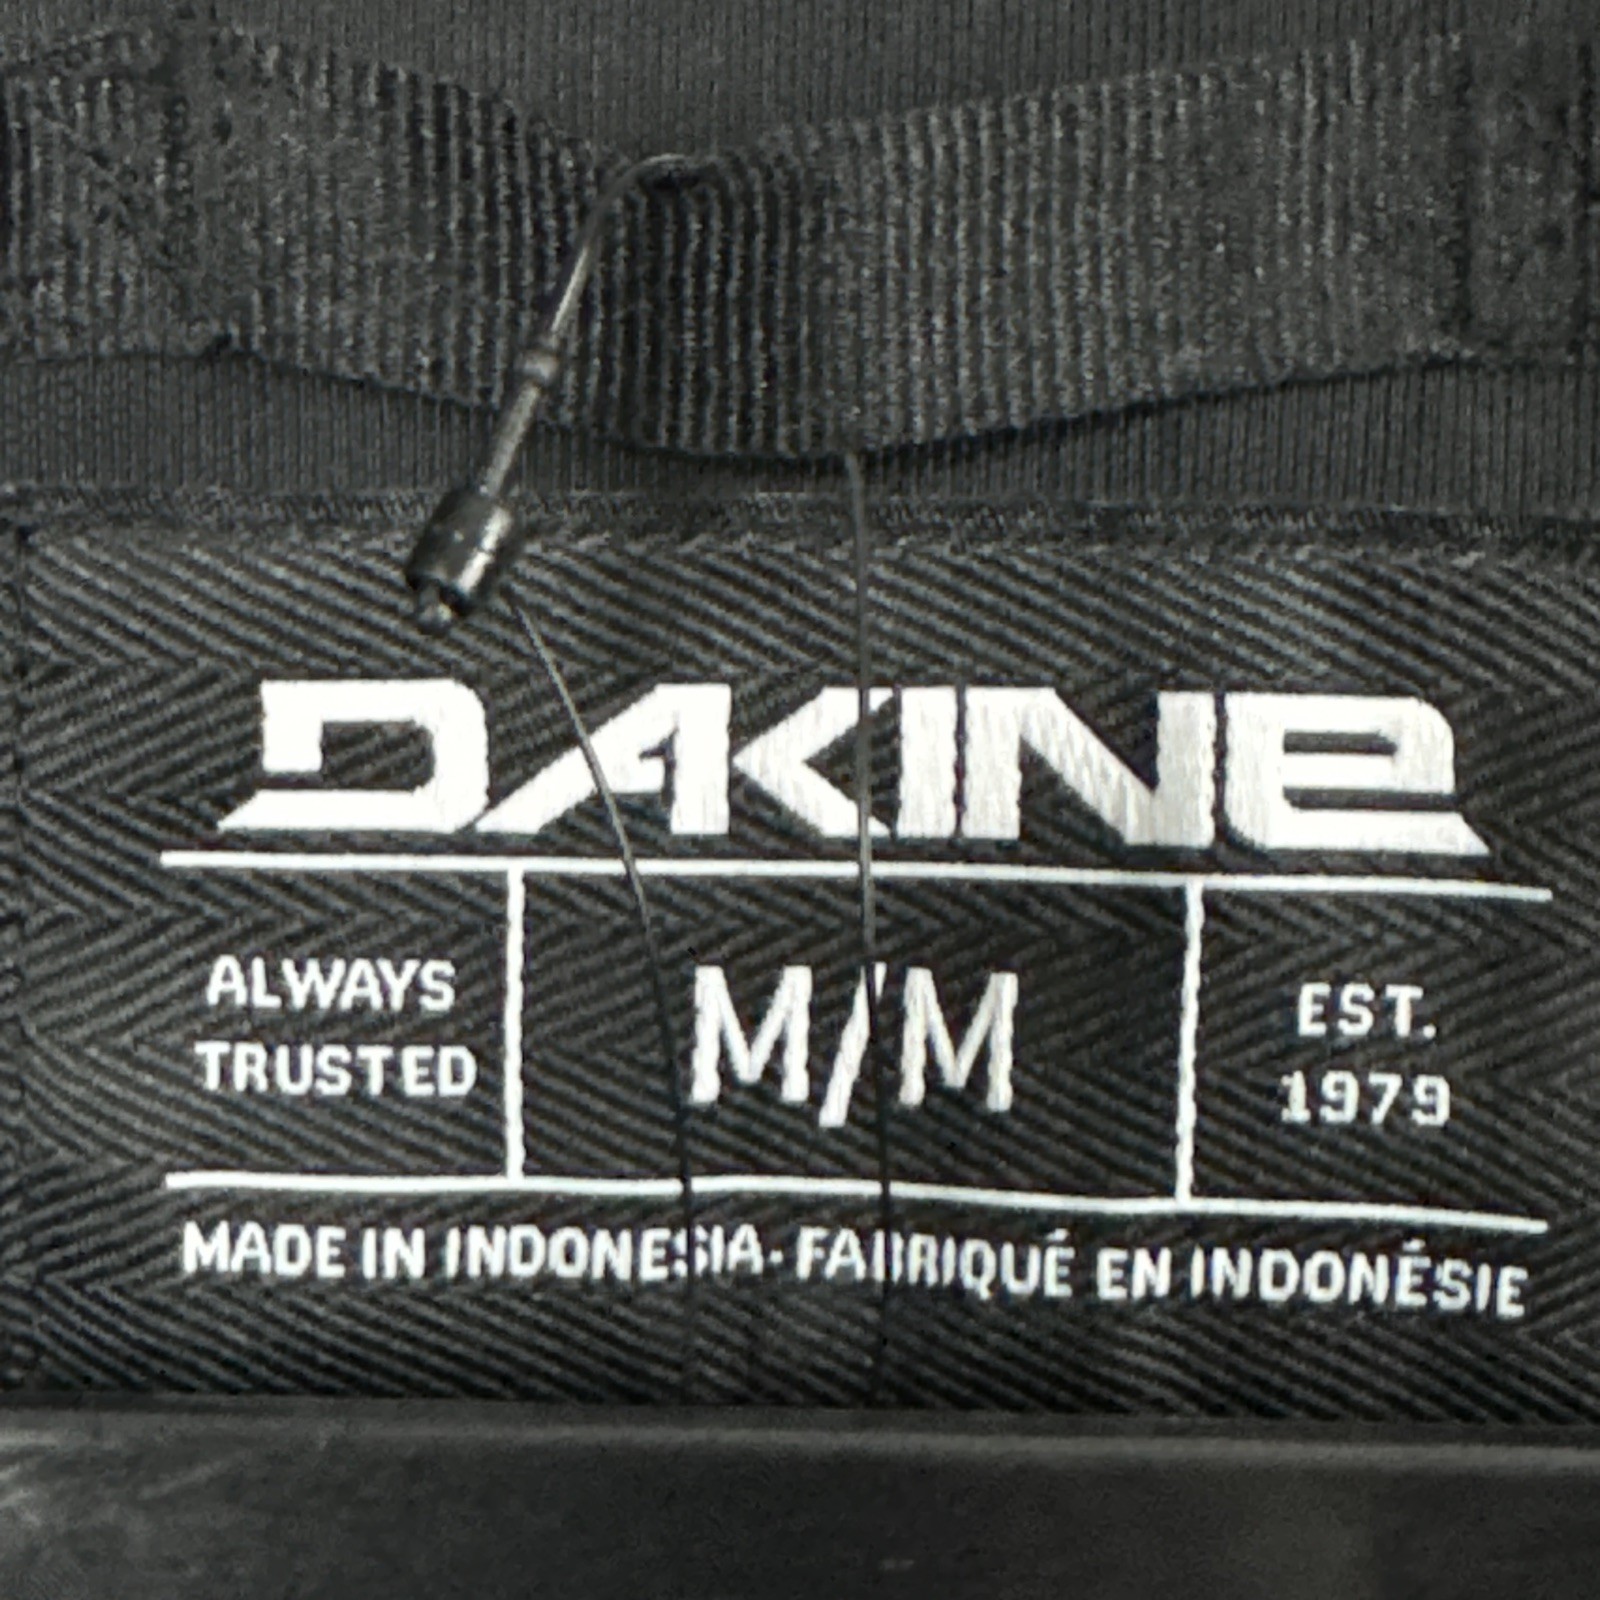 DAKINE
ALWAYS
TRUSTED
M/M
EST.
1979
MADE IN INDONESIA· FABRIQUÉ EN INDONÉSIE